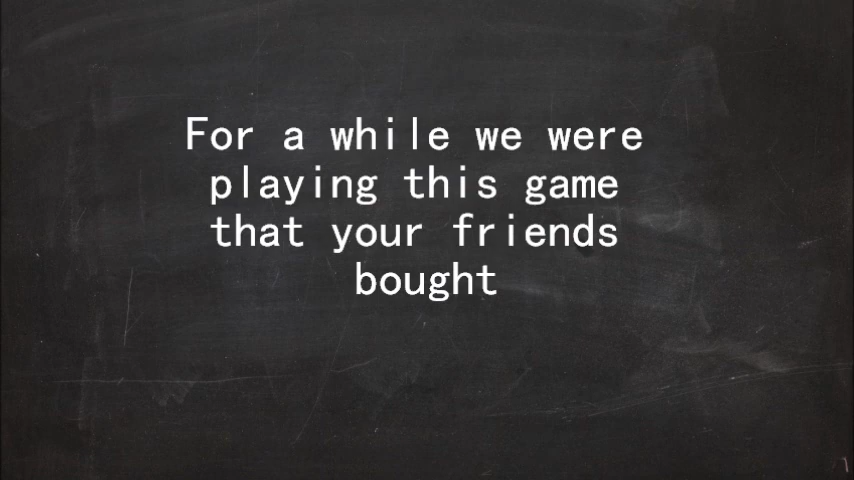 For a while we were
playing this game
that your friends
bought